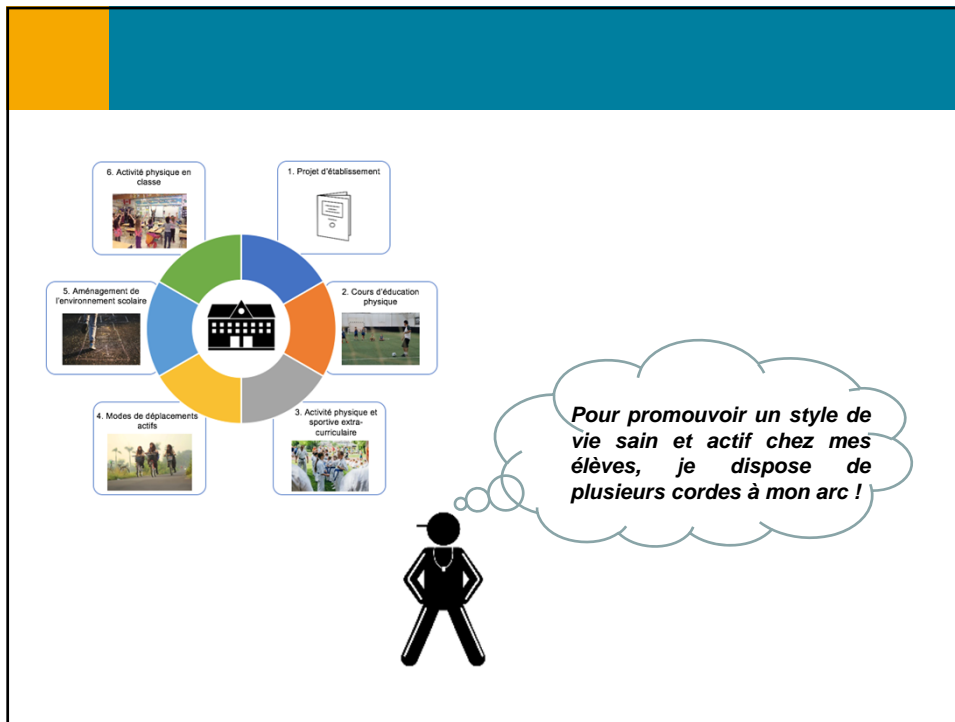 6. Activité physique en
classe
1. Projet d'établissement
5. Aménagement de
l'environnement scolaire
2. Cours d'éducation
physique
4. Modes de déplacements
actifs
3. Activité physique et
sportive extra-
curriculaire
Pour promouvoir un style de
vie sain et actif chez mes
élèves, je dispose de
plusieurs cordes à mon arc !